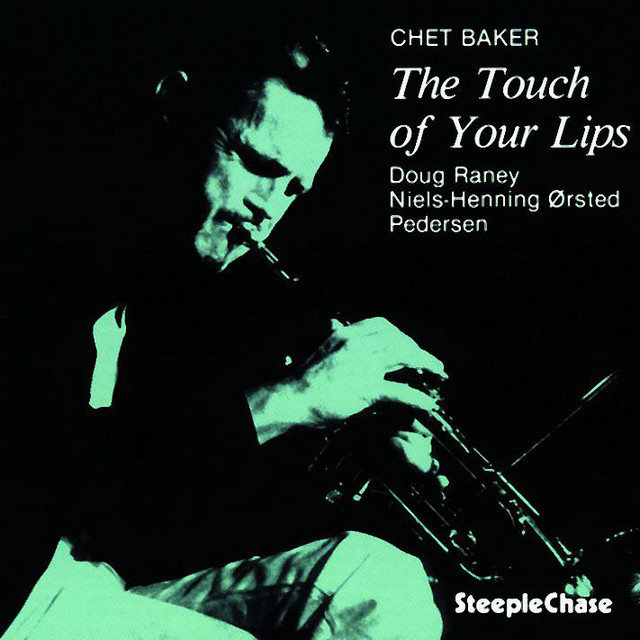 CHET BAKER
The Touch
of Your Lips
Doug Raney
Niels-Henning Ørsted
Pedersen
SteepleChase